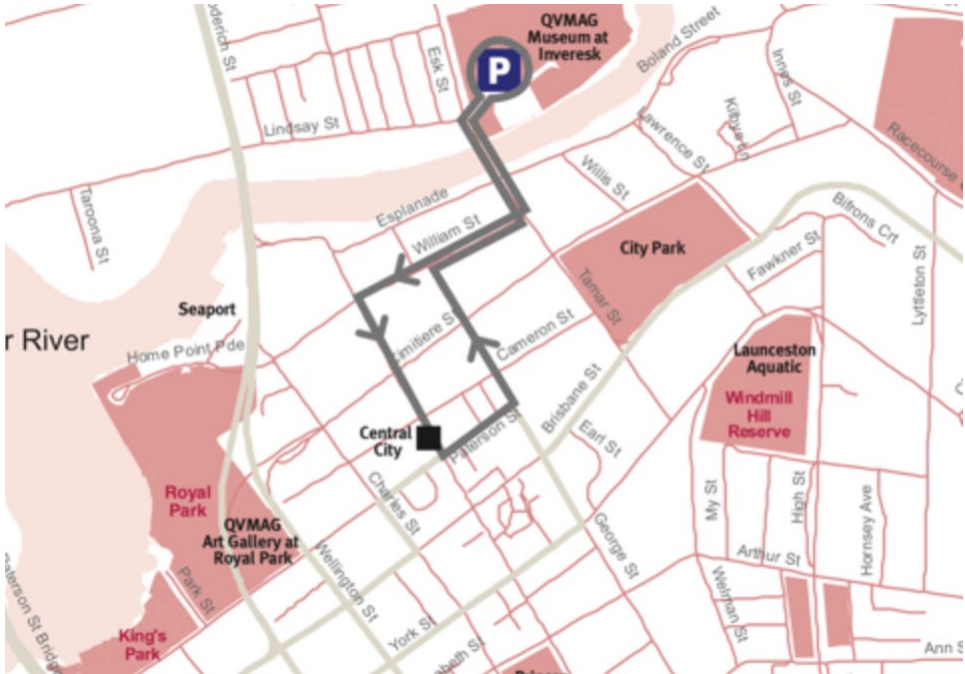 QVMAG
Museum at
Inveresk
P
Esk St
Boland Street
Innes St
Lindsay St
Kilbys Ln
Lawrence St
Racecourse
Willis St
Taroona St
Esplanade
William St
City Park
Bifrons Crt
Fawkner St
Lyttleton St
Tamar St
Seaport
r River
Home Point Pde
Cameron St
Launceston
Aquatic
Windmill
Hill
Reserve
Brisbane St
Earl St
Central
City
Paterson St
Charles St
Royal
Park
QVMAG
Art Gallery at
Royal Park
My St
High St
Hornsey Ave
George St
Arthur St
Wellington St
Park St
Welman St
York St
King's
Park
Paterson St Bridge
Ann S